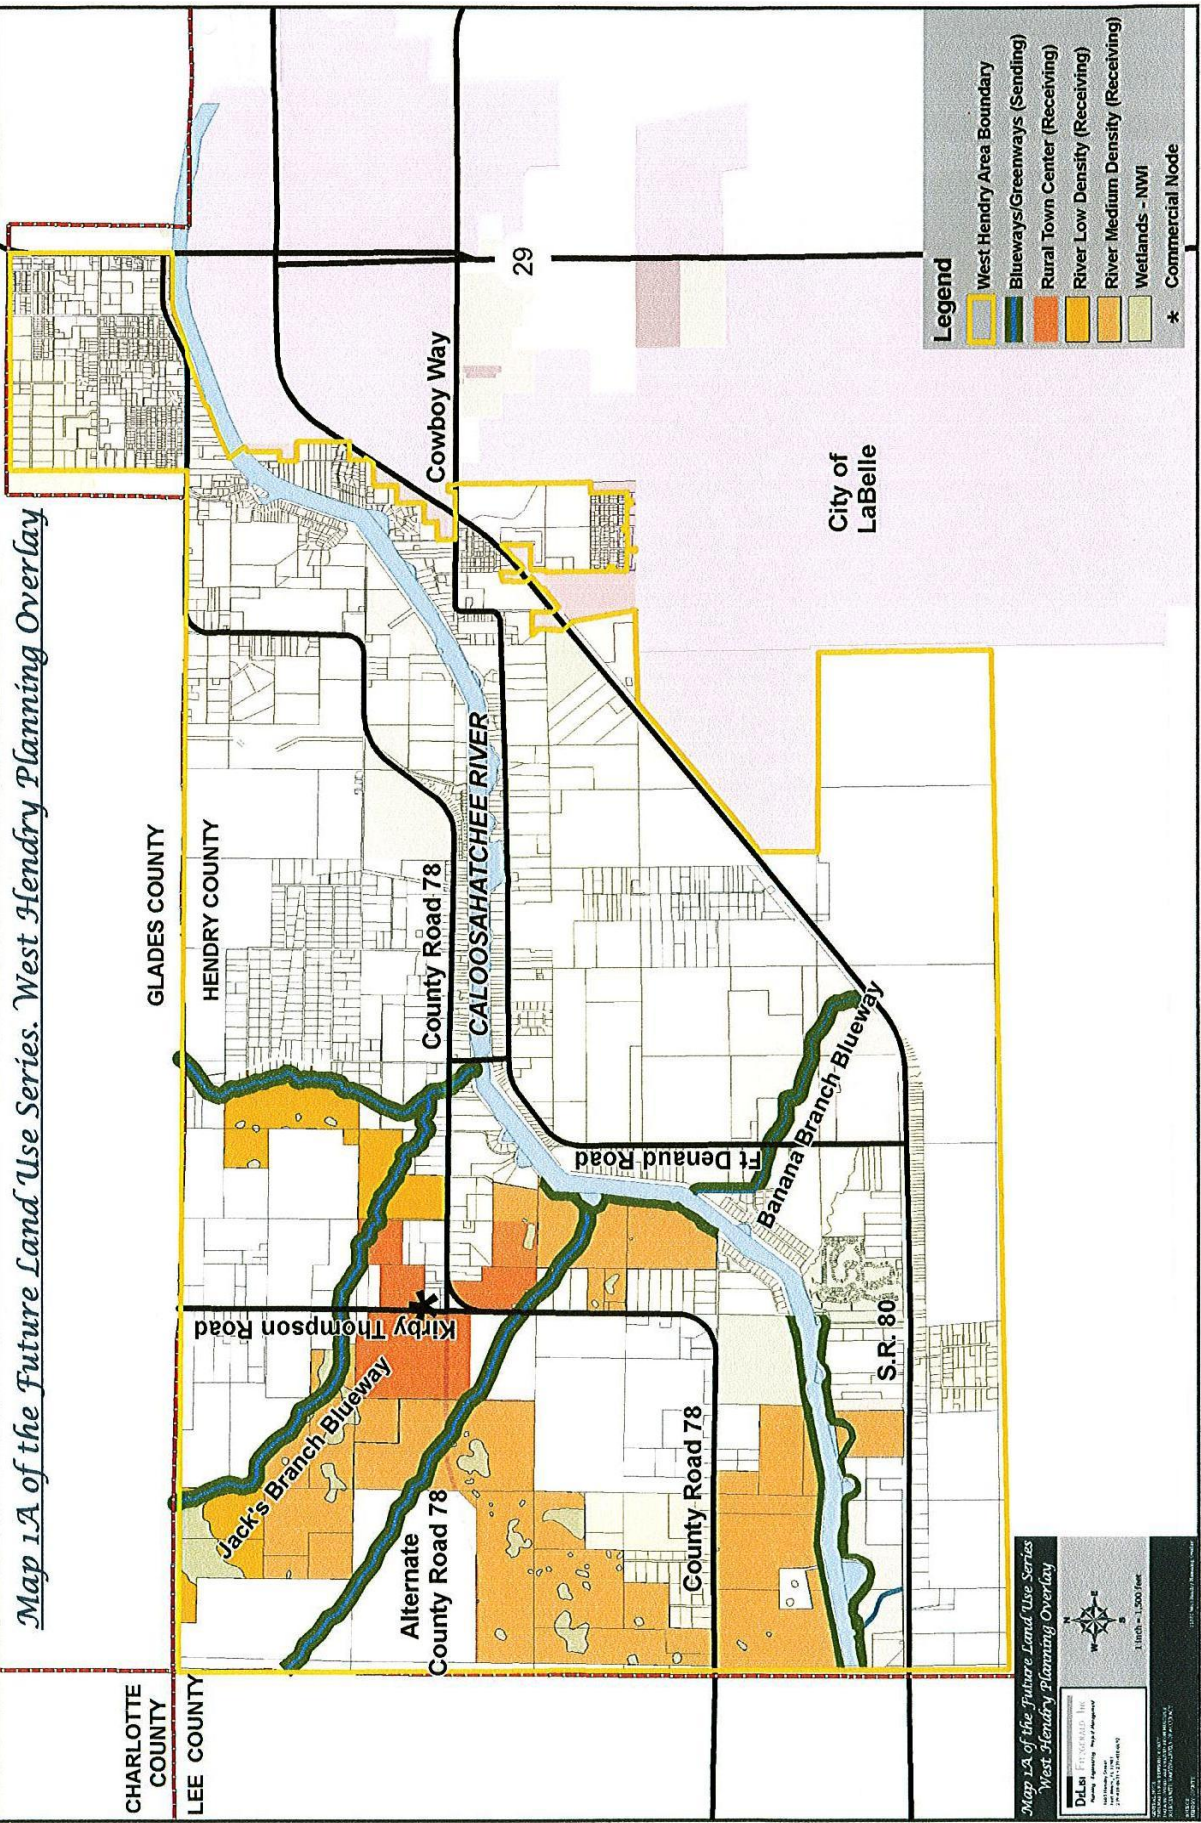 Map 1A of the Future Land Use Series. West Hendry Planning Overlay
CHARLOTTE
COUNTY
LEE COUNTY
GLADES COUNTY
HENDRY COUNTY
Jack's Branch Blueway
Kirby Thompson Road
Alternate
County Road 78
County Road 78
County Road 78
CALOOSAHATCHEE RIVER
Ft Denaud Road
Banana Branch Blueway
S.R. 80
Cowboy Way
29
City of
LaBelle
Legend
West Hendry Area Boundary
Blueways/Greenways (Sending)
Rural Town Center (Receiving)
River Low Density (Receiving)
River Medium Density (Receiving)
Wetlands - NWI
* Commercial Node
Map 1A of the Future Land Use Series
West Hendry Planning Overlay
DeLisi Fitzgerald, Inc.
Planning - Engineering - Project Management
N
W E
S
1 inch = 1,500 feet